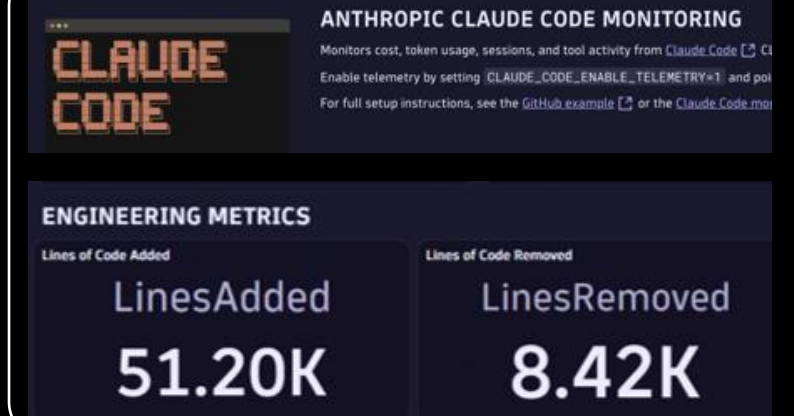 CLAUDE
CODE
ANTHROPIC CLAUDE CODE MONITORING
Monitors cost, token usage, sessions, and tool activity from Claude Code
Enable telemetry by setting CLAUDE_CODE_ENABLE_TELEMETRY=1 and
For full setup instructions, see the GitHub example or the Claude Code
ENGINEERING METRICS
Lines of Code Added
LinesAdded
51.20K
Lines of Code Removed
LinesRemoved
8.42K